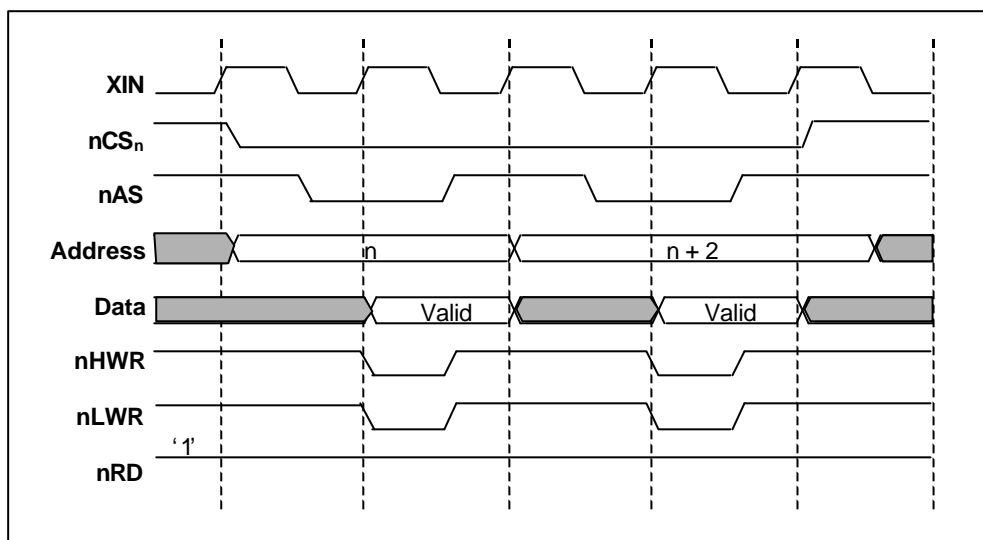 XIN
nCSn
nAS
Address n n + 2
Data Valid Valid
nHWR
nLWR
‘1’
nRD